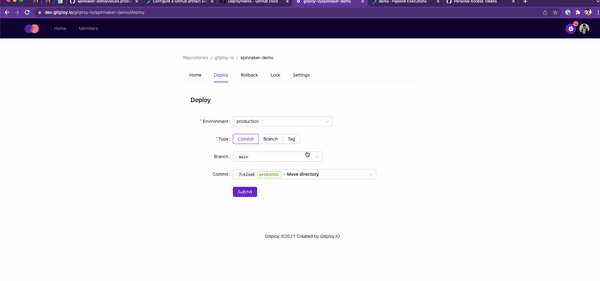 spinnaker-demo/values.prod
Configure a GitHub artifact a
Deployments - GitHub Docs
gitploy-io/spinnaker-demo
demo · Pipeline Executions
Personal Access Tokens
dev.gitploy.io/gitploy-io/spinnaker-demo/deploy
Home Members
Repositories / gitploy-io / spinnaker-demo
Home Deploy Rollback Lock Settings
Deploy
* Environment: production
* Type: Commit Branch Tag
Branch: main
Commit: production - Move directory
Submit
Gitploy ©2021 Created by Gitploy.IO